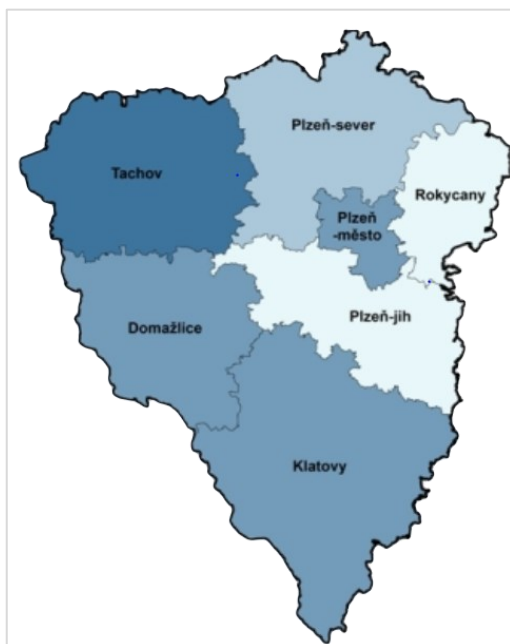 Plzeň-sever
Tachov
Rokycany
Plzeň
-město
Plzeň-jih
Domažlice
Klatovy